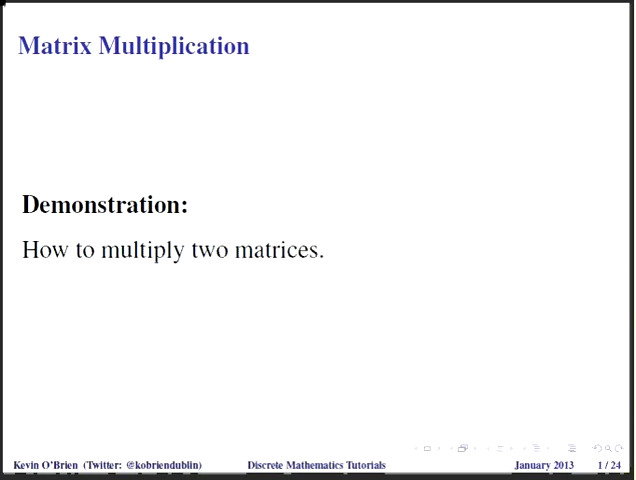 Matrix Multiplication
Demonstration:
How to multiply two matrices.
Kevin O'Brien (Twitter: @kobriendublin) Discrete Mathematics Tutorials January 2013 1 / 24